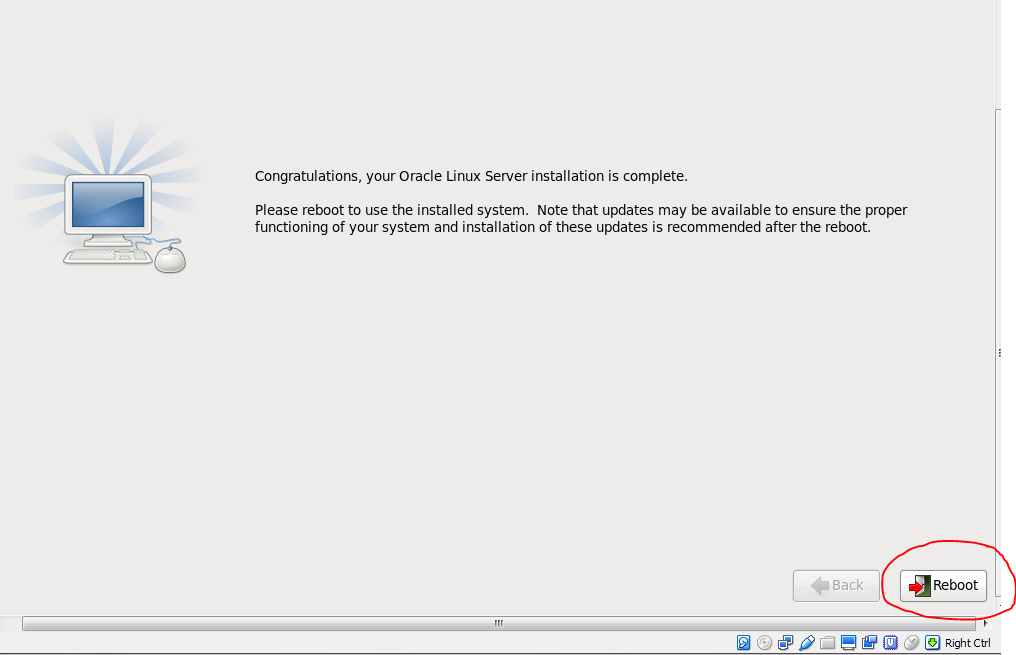 Congratulations, your Oracle Linux Server installation is complete.
Please reboot to use the installed system.  Note that updates may be available to ensure the proper
functioning of your system and installation of these updates is recommended after the reboot.
Back
Reboot
Right Ctrl